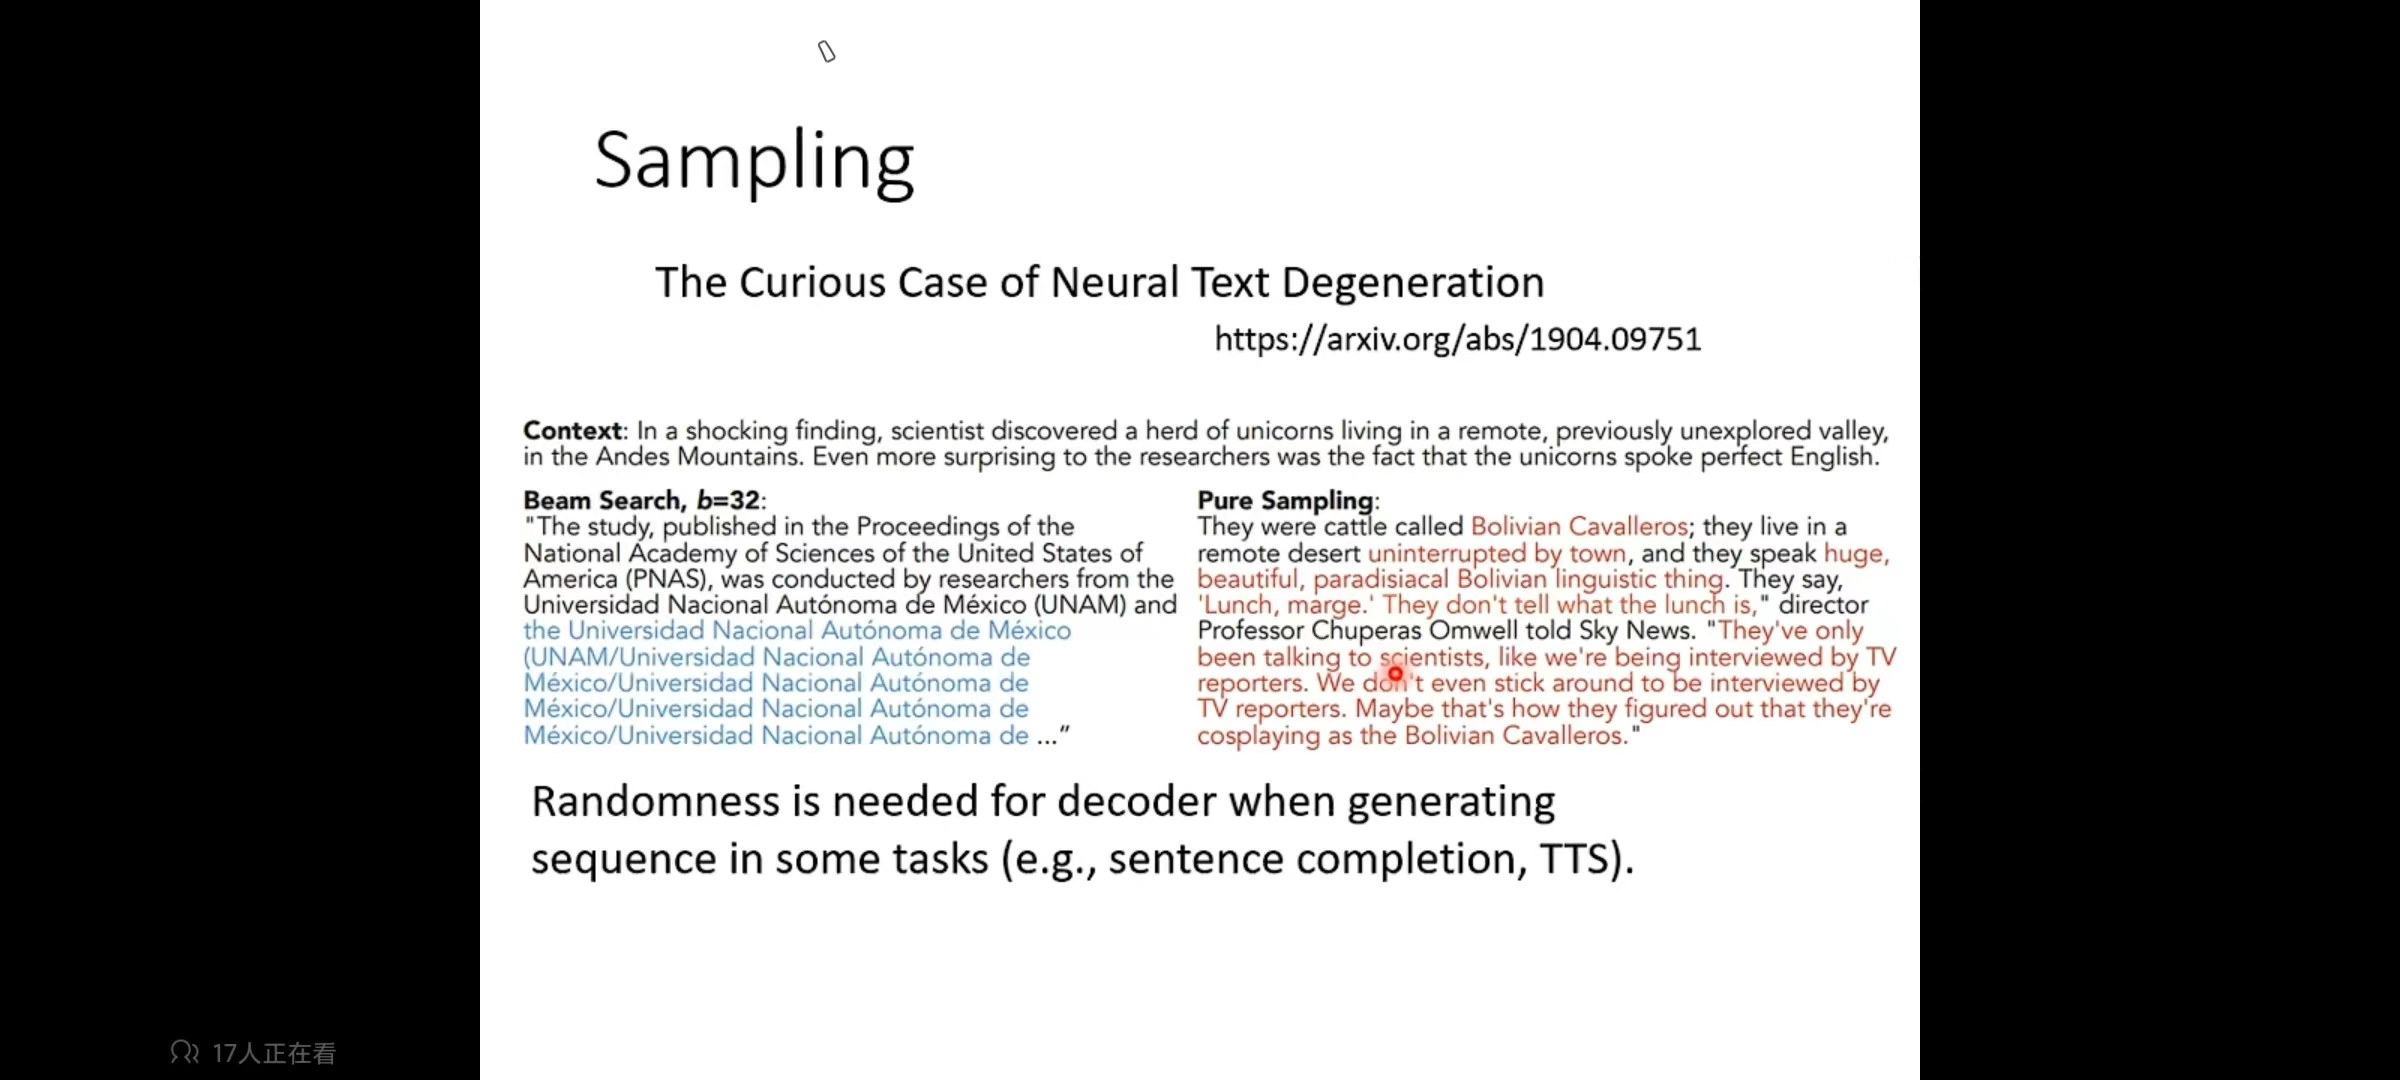 Sampling
The Curious Case of Neural Text Degeneration
https://arxiv.org/abs/1904.09751
Context: In a shocking finding, scientist discovered a herd of unicorns living in a remote, previously unexplored valley,
in the Andes Mountains. Even more surprising to the researchers was the fact that the unicorns spoke perfect English.
Beam Search, b=32:
"The study, published in the Proceedings of the
National Academy of Sciences of the United States of
America (PNAS), was conducted by researchers from the
Universidad Nacional Autónoma de México (UNAM) and
the Universidad Nacional Autónoma de México
(UNAM/Universidad Nacional Autónoma de
México/Universidad Nacional Autónoma de
México/Universidad Nacional Autónoma de
México/Universidad Nacional Autónoma de ...”
Pure Sampling:
They were cattle called Bolivian Cavalleros; they live in a
remote desert uninterrupted by town, and they speak huge,
beautiful, paradisiacal Bolivian linguistic thing. They say,
'Lunch, marge.' They don't tell what the lunch is," director
Professor Chuperas Omwell told Sky News. "They've only
been talking to scientists, like we're being interviewed by TV
reporters. We don't even stick around to be interviewed by
TV reporters. Maybe that's how they figured out that they're
cosplaying as the Bolivian Cavalleros."
Randomness is needed for decoder when generating
sequence in some tasks (e.g., sentence completion, TTS).
17人正在看